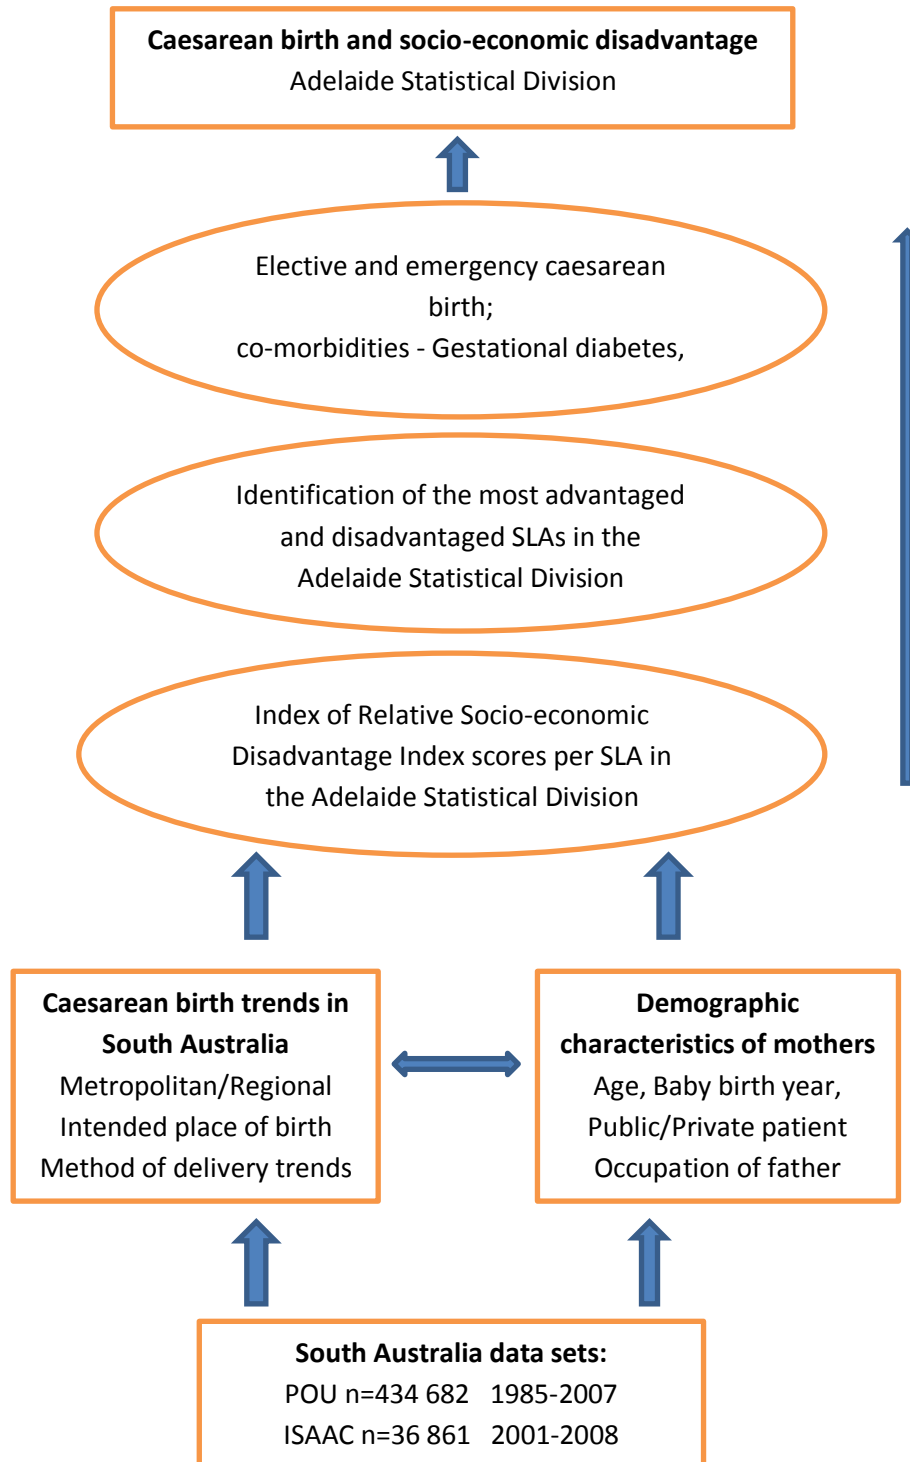 Caesarean birth and socio-economic disadvantage
Adelaide Statistical Division
Elective and emergency caesarean
birth;
co-morbidities - Gestational diabetes,
Identification of the most advantaged
and disadvantaged SLAs in the
Adelaide Statistical Division
Index of Relative Socio-economic
Disadvantage Index scores per SLA in
the Adelaide Statistical Division
Caesarean birth trends in
South Australia
Metropolitan/Regional
Intended place of birth
Method of delivery trends
Demographic
characteristics of mothers
Age, Baby birth year,
Public/Private patient
Occupation of father
South Australia data sets:
POU n=434 682   1985-2007
ISAAC n=36 861   2001-2008